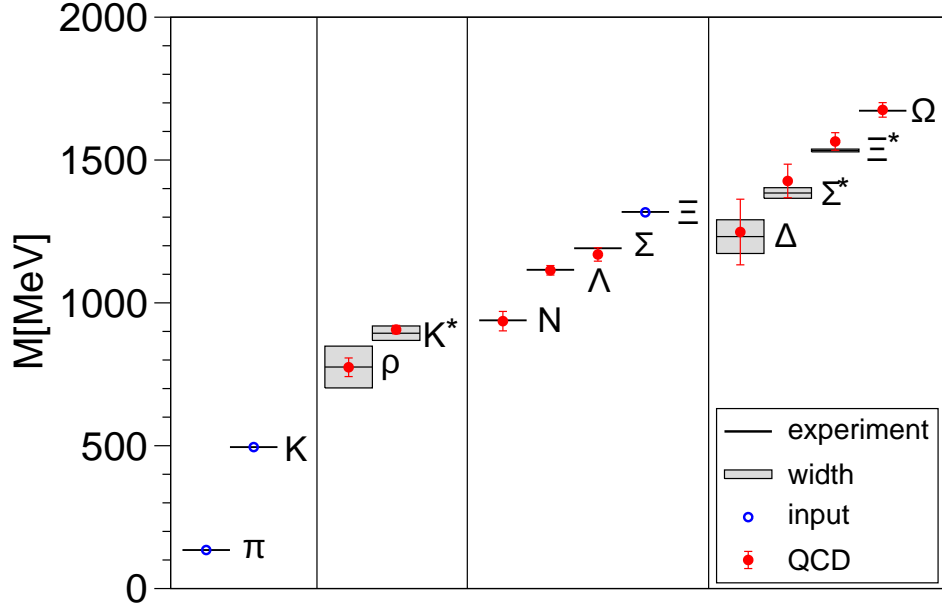 M[MeV]
2000
1500
1000
500
0
π
K
ρ
K*
N
Λ
Σ
Ξ
Δ
Σ*
Ξ*
Ω
experiment
width
input
QCD